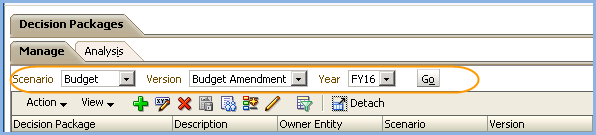 Decision Packages
Manage Analysis
Scenario Budget Version Budget Amendment Year FY16 Go
Action View Detach
Decision Package Description Owner Entity Scenario Version